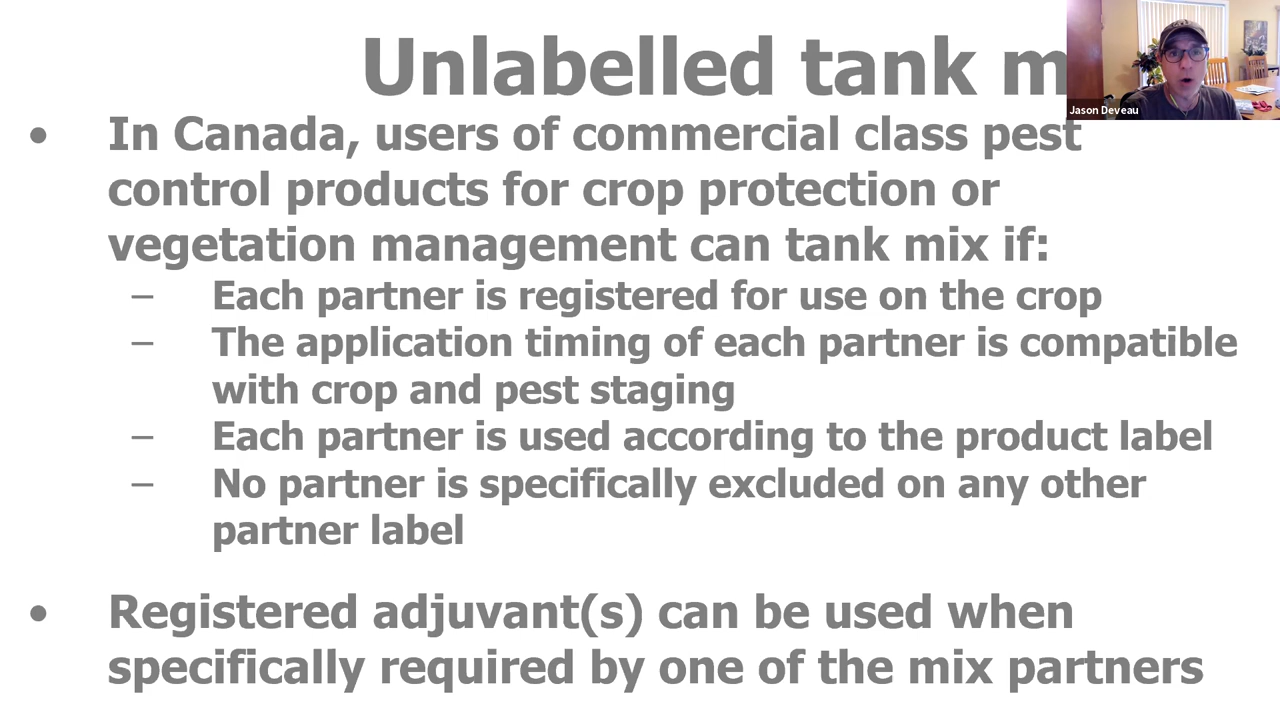 Unlabelled tank m
Jason Deveau
• In Canada, users of commercial class pest
control products for crop protection or
vegetation management can tank mix if:
– Each partner is registered for use on the crop
– The application timing of each partner is compatible
with crop and pest staging
– Each partner is used according to the product label
– No partner is specifically excluded on any other
partner label
• Registered adjuvant(s) can be used when
specifically required by one of the mix partners